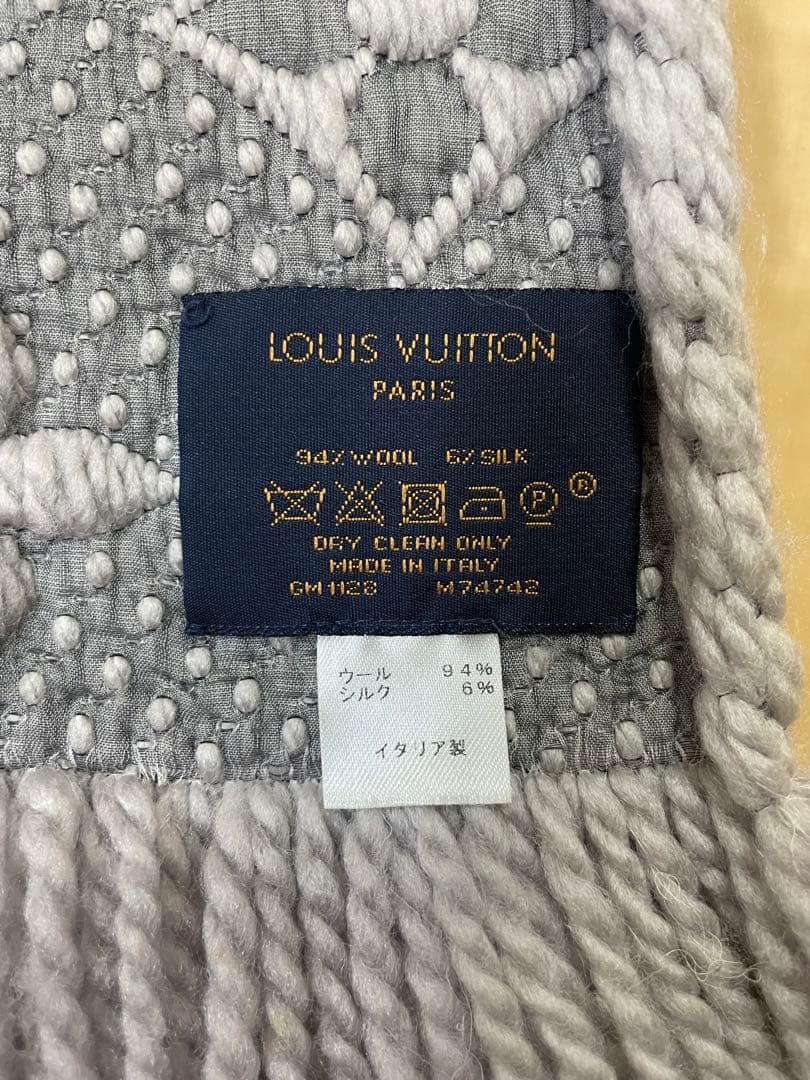 LOUIS VUITTON
PARIS
94% WOOL 6% SILK
P ®
DRY CLEAN ONLY
MADE IN ITALY
GM1128 M74742
ウール 94%
シルク 6%
イタリア製